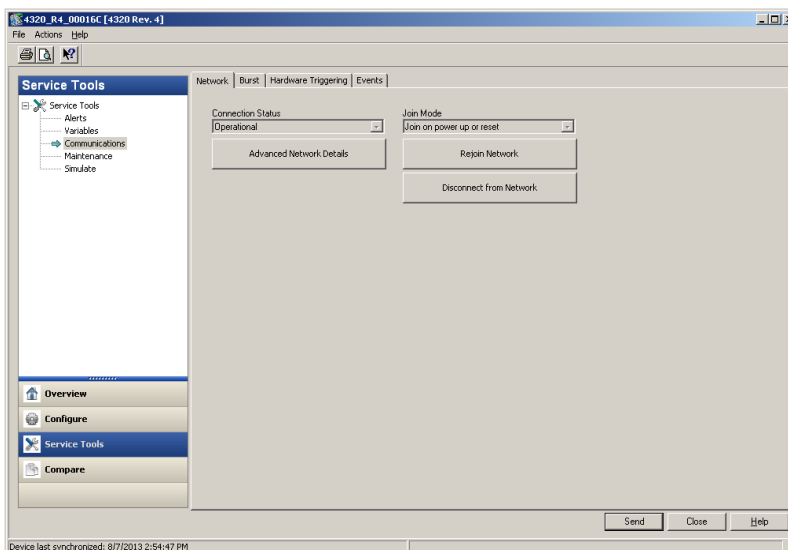 4320_R4_00016C [4320 Rev. 4]
File Actions Help
Service Tools
Service Tools
Alerts
Variables
Communications
Maintenance
Simulate
Overview
Configure
Service Tools
Compare
Network Burst Hardware Triggering Events
Connection Status Join Mode
Operational Join on power up or reset
Advanced Network Details Rejoin Network
Disconnect from Network
Send Close Help
Device last synchronized: 8/7/2013 2:54:47 PM